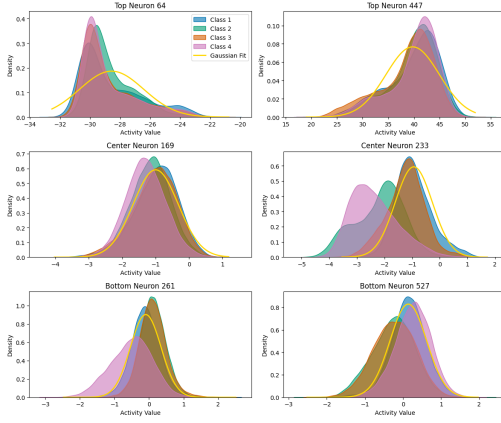 Top Neuron 64
Density
0.4
0.3
0.2
0.1
0.0
−34 −32 −30 −28 −26 −24 −22 −20
Activity Value
Class 1
Class 2
Class 3
Class 4
Gaussian Fit
Top Neuron 447
Density
0.10
0.08
0.06
0.04
0.02
0.00
15 20 25 30 35 40 45 50 55
Activity Value
Center Neuron 169
Density
0.7
0.6
0.5
0.4
0.3
0.2
0.1
0.0
−4 −3 −2 −1 0 1
Activity Value
Center Neuron 233
Density
0.6
0.5
0.4
0.3
0.2
0.1
0.0
−5 −4 −3 −2 −1 0 1 2
Activity Value
Bottom Neuron 261
Density
1.0
0.8
0.6
0.4
0.2
0.0
−3 −2 −1 0 1 2
Activity Value
Bottom Neuron 527
Density
0.8
0.6
0.4
0.2
0.0
−3 −2 −1 0 1 2
Activity Value